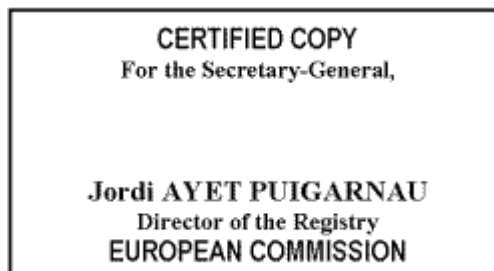 CERTIFIED COPY
For the Secretary-General,
Jordi AYET PUIGARNAU
Director of the Registry
EUROPEAN COMMISSION